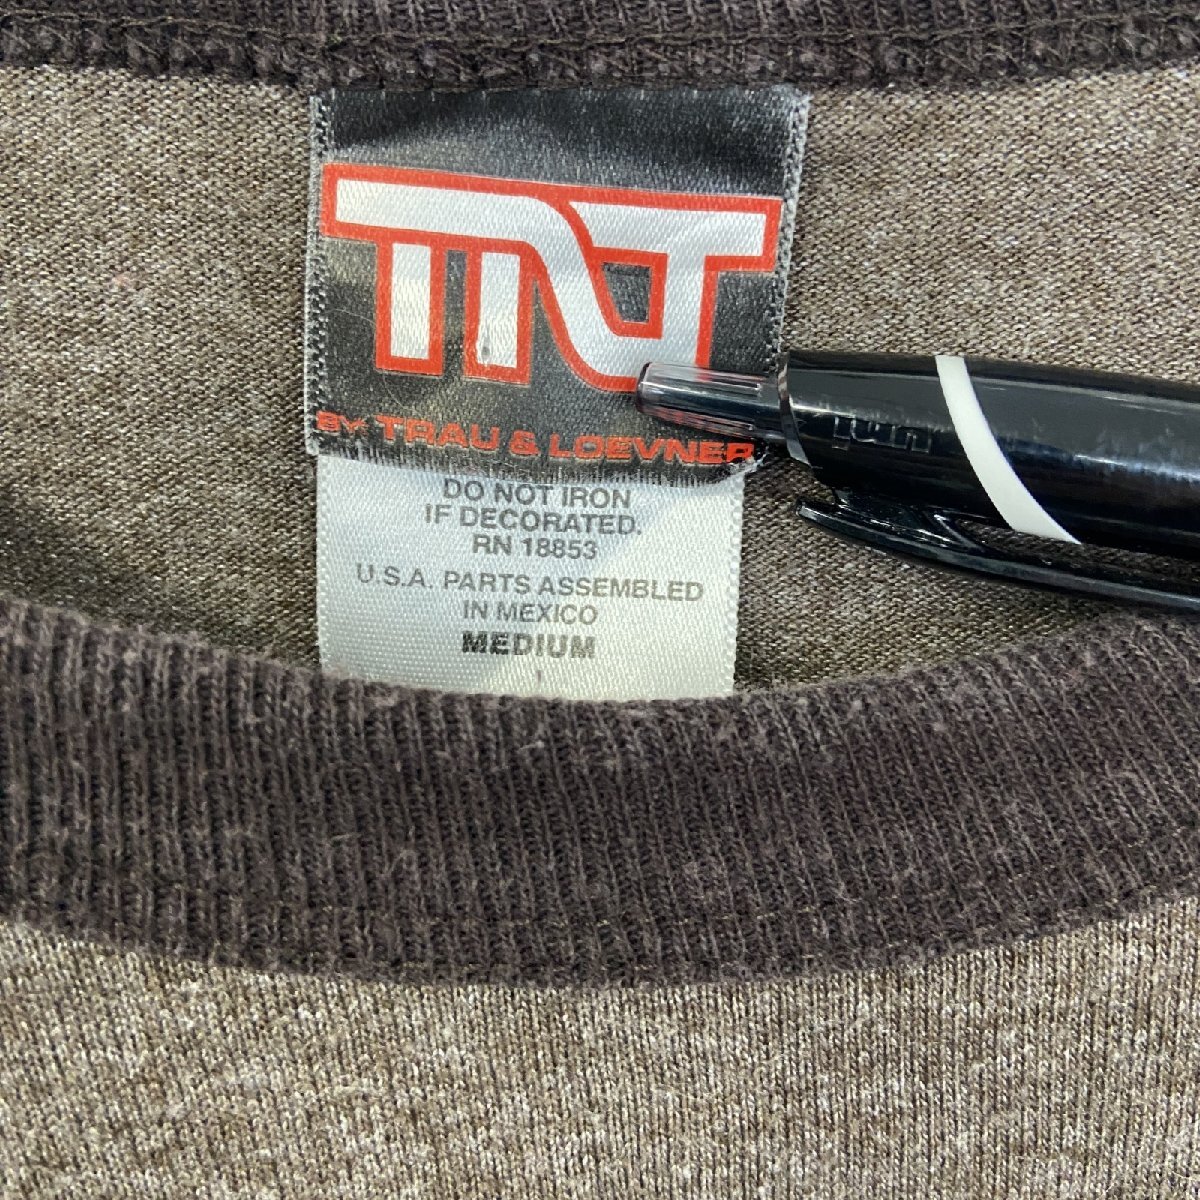 TNT
BY TRAU & LOEVNER
DO NOT IRON
IF DECORATED.
RN 18853
U.S.A. PARTS ASSEMBLED
IN MEXICO
MEDIUM